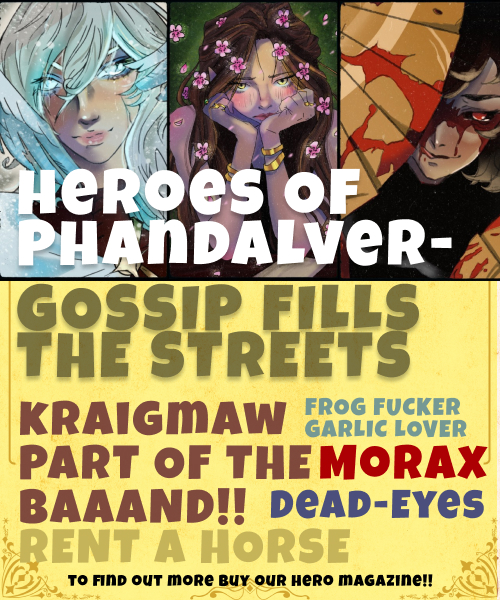 HEROES OF
PHANDALVER-
GOSSIP FILLS
THE STREETS
KRAIGMAW
FROG FUCKER
GARLIC LOVER
PART OF THE MORAX
BAAAND!! DEAD-EYES
RENT A HORSE
TO FIND OUT MORE BUY OUR HERO MAGAZINE!!